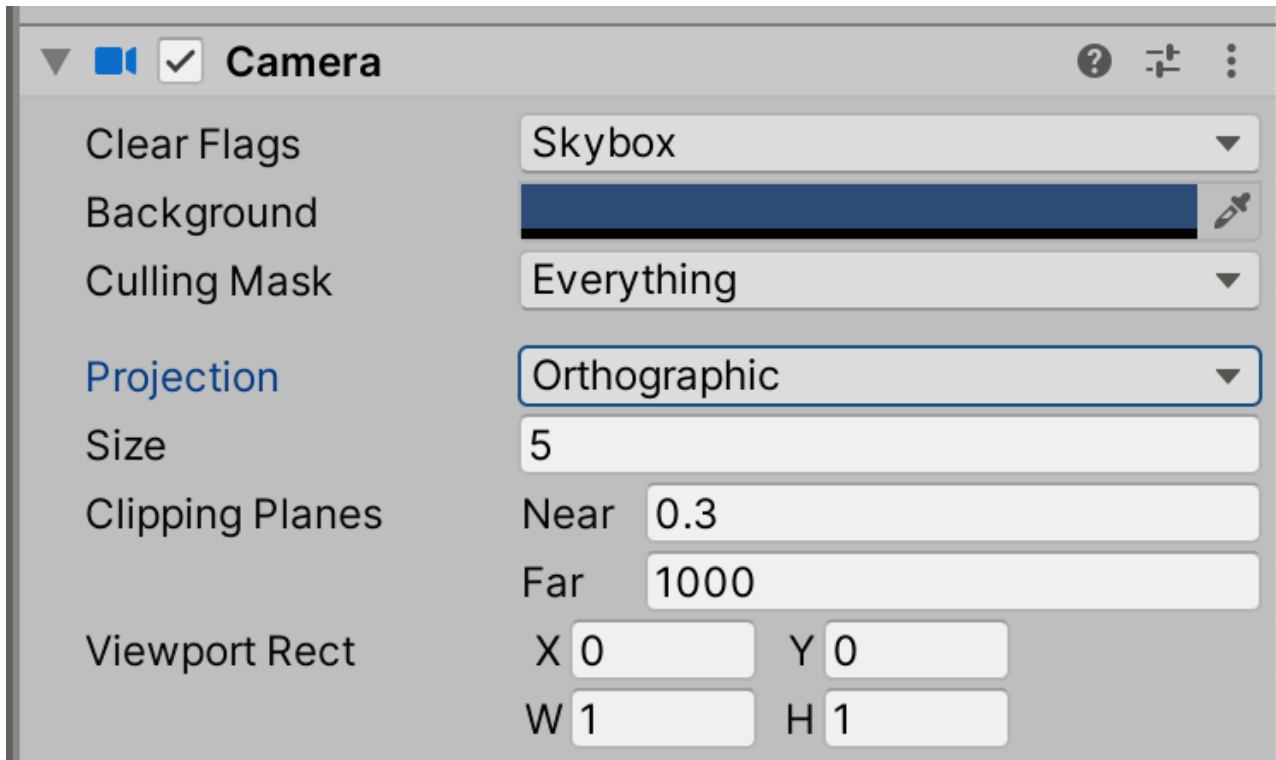 Camera
Clear Flags Skybox
Background
Culling Mask Everything
Projection Orthographic
Size 5
Clipping Planes Near 0.3
Far 1000
Viewport Rect X 0 Y 0
W 1 H 1